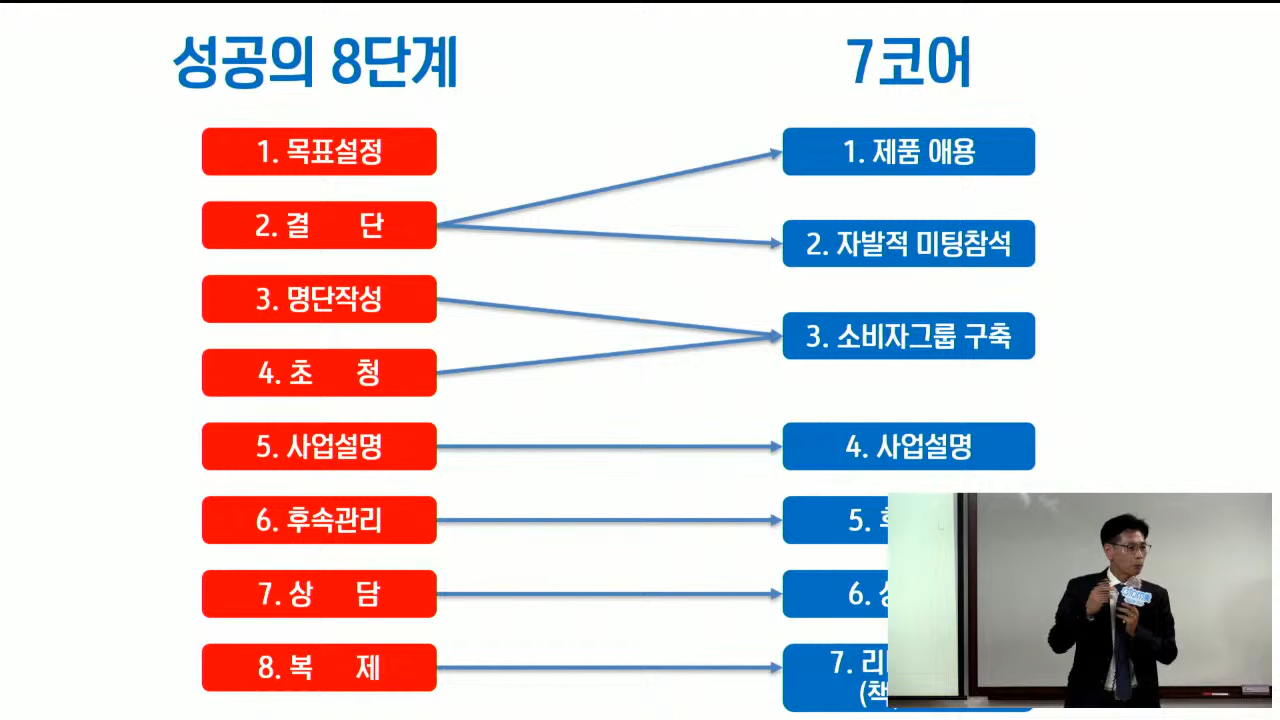 성공의 8단계
7코어
1. 목표설정
2. 결 단
3. 명단작성
4. 초 청
5. 사업설명
6. 후속관리
7. 상 담
8. 복 제
1. 제품 애용
2. 자발적 미팅참석
3. 소비자그룹 구축
4. 사업설명
5.
6.
7. 리
(책